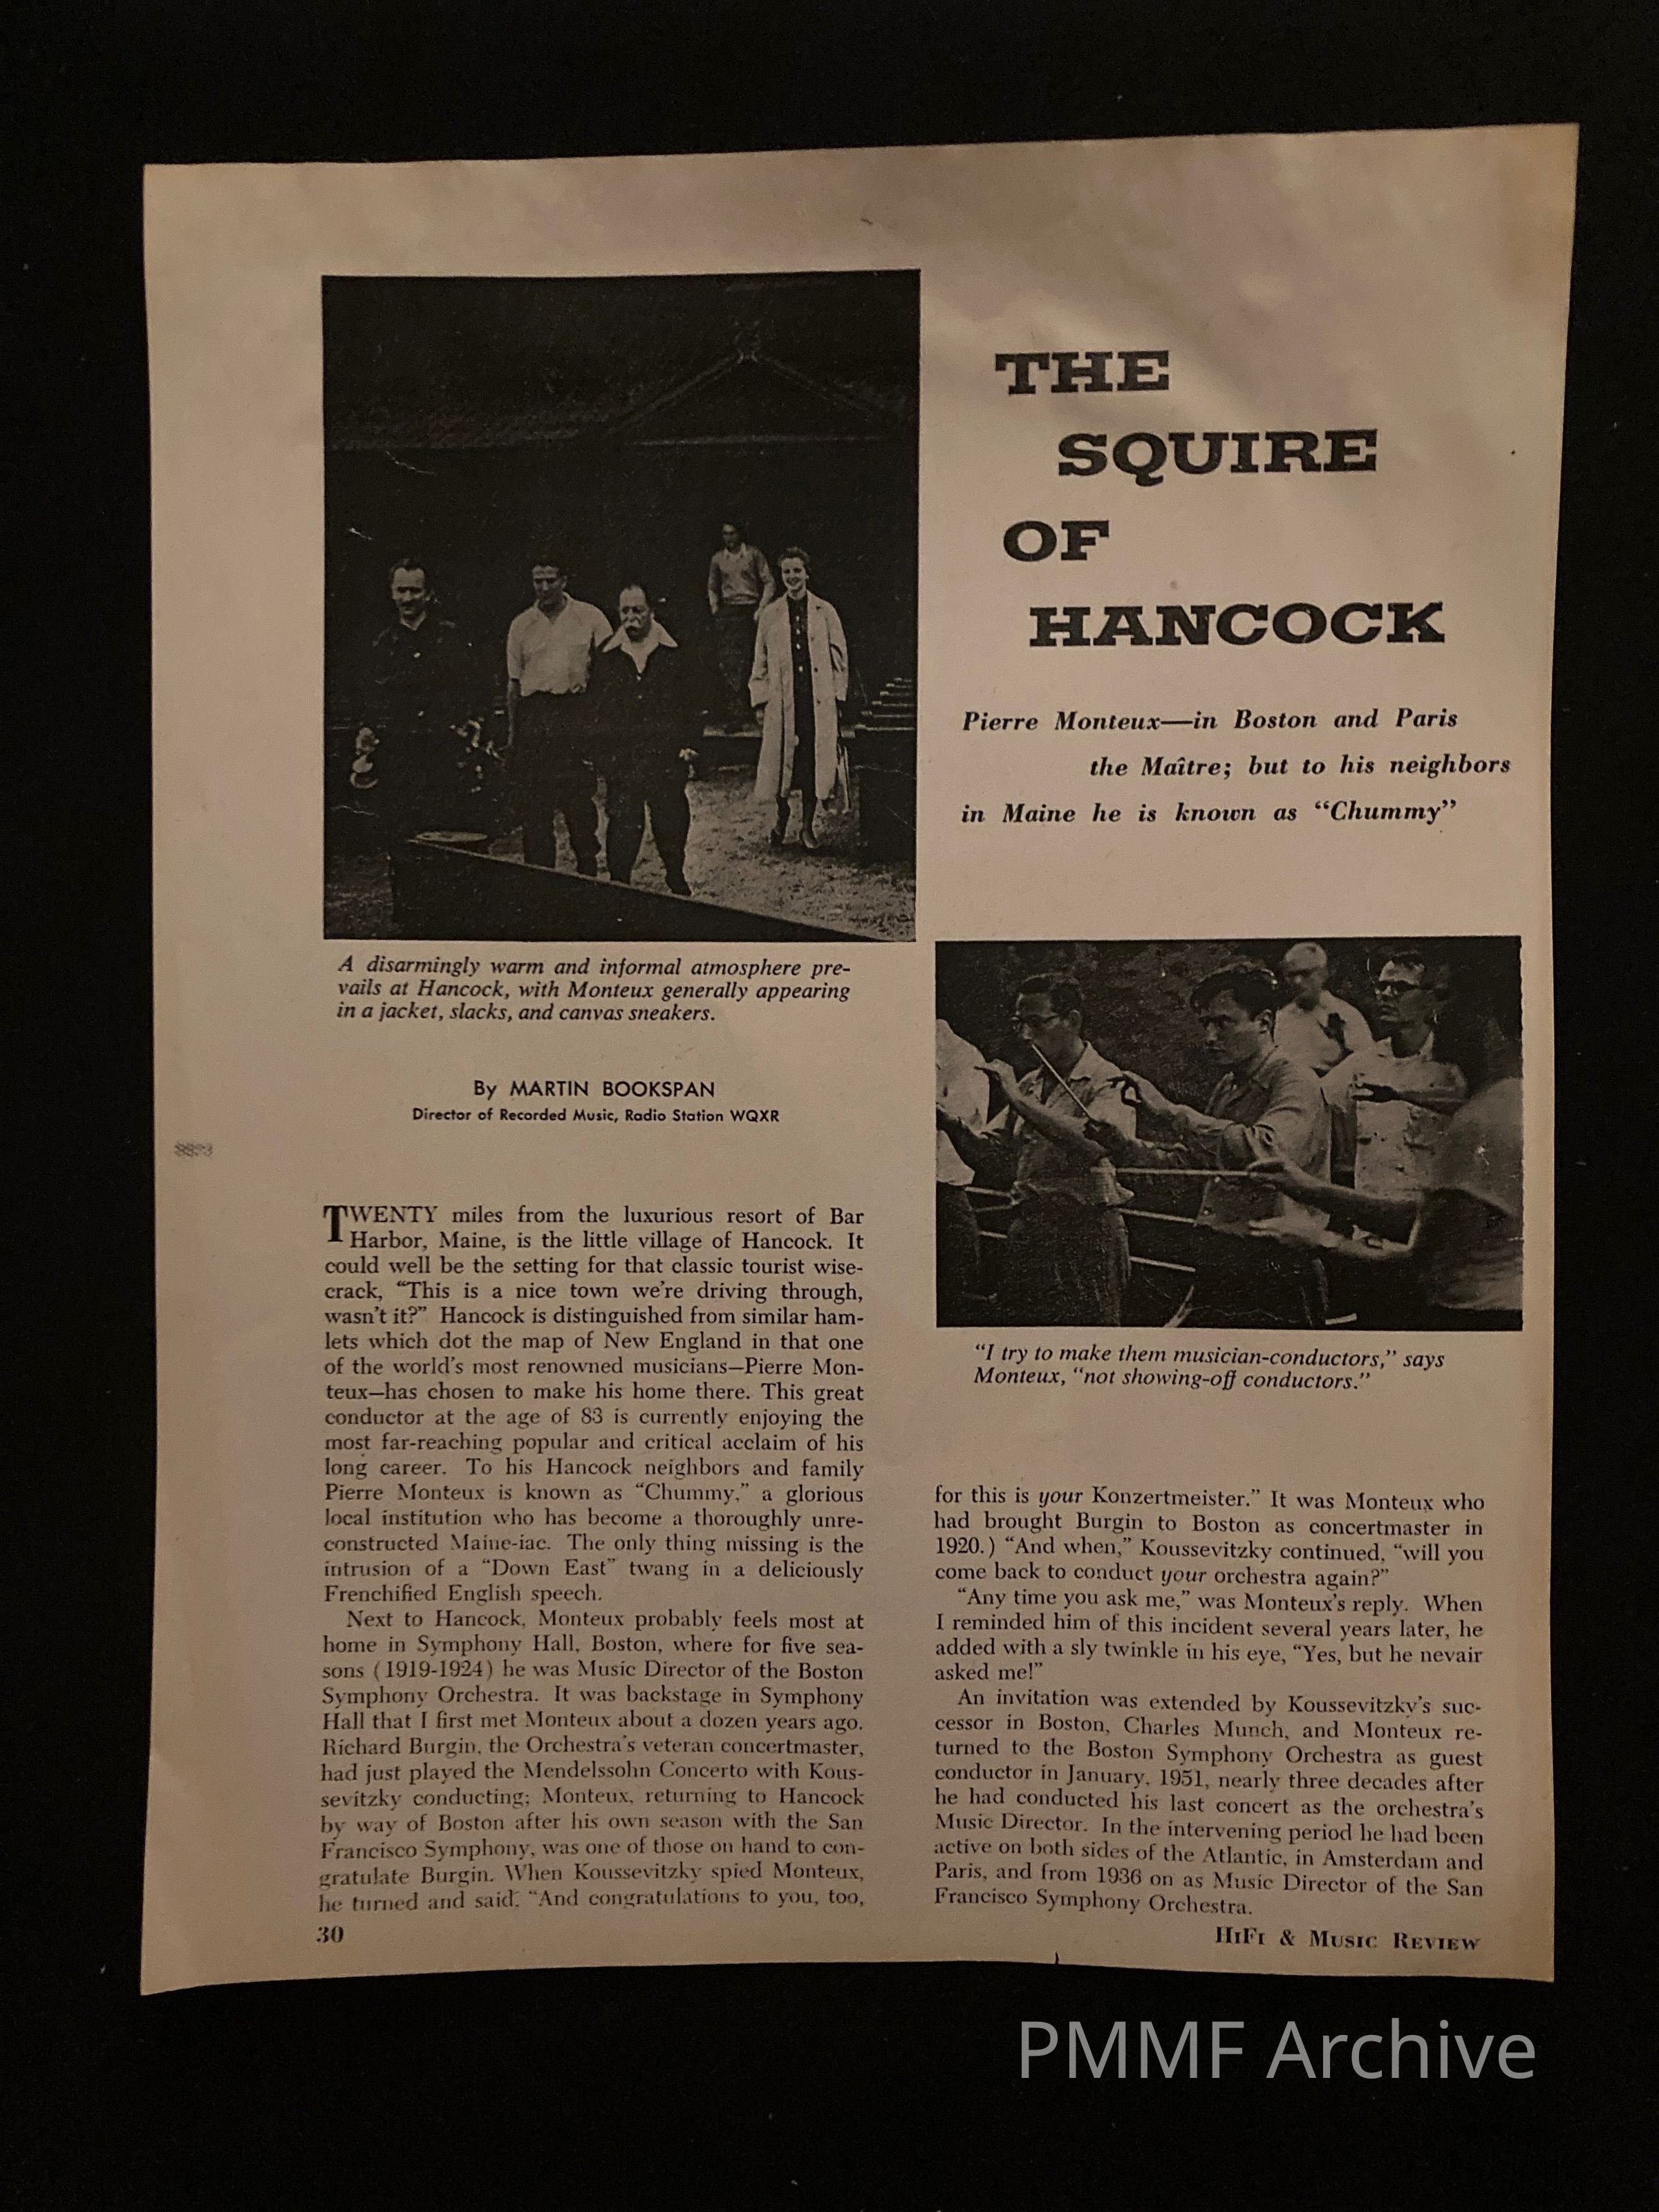 THE
SQUIRE
OF
HANCOCK
Pierre Monteux—in Boston and Paris
the Maître; but to his neighbors
in Maine he is known as “Chummy”
A disarmingly warm and informal atmosphere pre-
vails at Hancock, with Monteux generally appearing
in a jacket, slacks, and canvas sneakers.
By MARTIN BOOKSPAN
Director of Recorded Music, Radio Station WQXR
TWENTY miles from the luxurious resort of Bar
Harbor, Maine, is the little village of Hancock. It
could well be the setting for that classic tourist wise-
crack, “This is a nice town we’re driving through,
wasn’t it?” Hancock is distinguished from similar ham-
lets which dot the map of New England in that one
of the world’s most renowned musicians—Pierre Mon-
teux—has chosen to make his home there. This great
conductor at the age of 83 is currently enjoying the
most far-reaching popular and critical acclaim of his
long career. To his Hancock neighbors and family
Pierre Monteux is known as “Chummy,” a glorious
local institution who has become a thoroughly unre-
constructed Maine-iac. The only thing missing is the
intrusion of a “Down East” twang in a deliciously
Frenchified English speech.
Next to Hancock, Monteux probably feels most at
home in Symphony Hall, Boston, where for five sea-
sons (1919-1924) he was Music Director of the Boston
Symphony Orchestra. It was backstage in Symphony
Hall that I first met Monteux about a dozen years ago.
Richard Burgin, the Orchestra’s veteran concertmaster,
had just played the Mendelssohn Concerto with Kous-
sevitzky conducting; Monteux, returning to Hancock
by way of Boston after his own season with the San
Francisco Symphony, was one of those on hand to con-
gratulate Burgin. When Koussevitzky spied Monteux,
he turned and said: “And congratulations to you, too,
“I try to make them musician-conductors,” says
Monteux, “not showing-off conductors.”
for this is your Konzertmeister.” It was Monteux who
had brought Burgin to Boston as concertmaster in
1920.) “And when,” Koussevitzky continued, “will you
come back to conduct your orchestra again?”
“Any time you ask me,” was Monteux’s reply. When
I reminded him of this incident several years later, he
added with a sly twinkle in his eye, “Yes, but he nevair
asked me!”
An invitation was extended by Koussevitzky’s suc-
cessor in Boston, Charles Munch, and Monteux re-
turned to the Boston Symphony Orchestra as guest
conductor in January, 1951, nearly three decades after
he had conducted his last concert as the orchestra’s
Music Director. In the intervening period he had been
active on both sides of the Atlantic, in Amsterdam and
Paris, and from 1936 on as Music Director of the San
Francisco Symphony Orchestra.
30
HiFi & Music Review
PMMF Archive